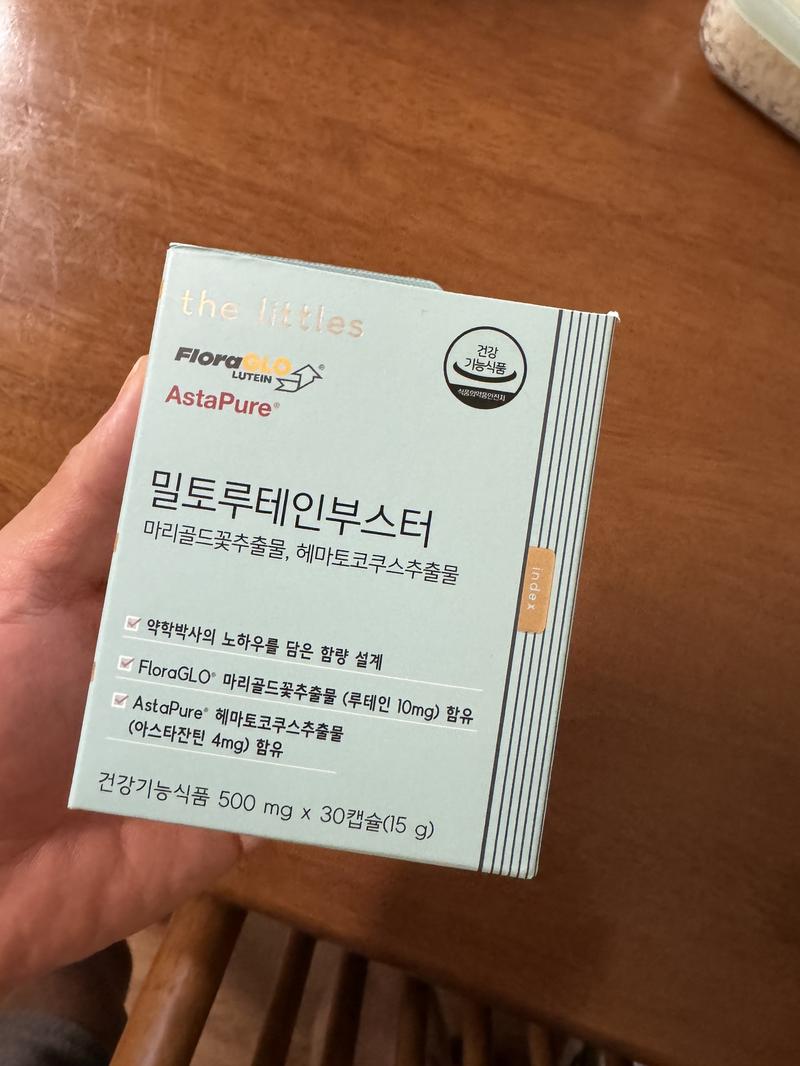 the littles
FloraGLO®
LUTEIN
AstaPure®
건강
기능식품
식품의약품안전처
밀토루테인부스터
마리골드꽃추출물, 헤마토코쿠스추출물
약학박사의 노하우를 담은 함량 설계
FloraGLO® 마리골드꽃추출물 (루테인 10mg) 함유
AstaPure® 헤마토코쿠스추출물
(아스타잔틴 4mg) 함유
건강기능식품 500 mg x 30캡슐(15 g)
index